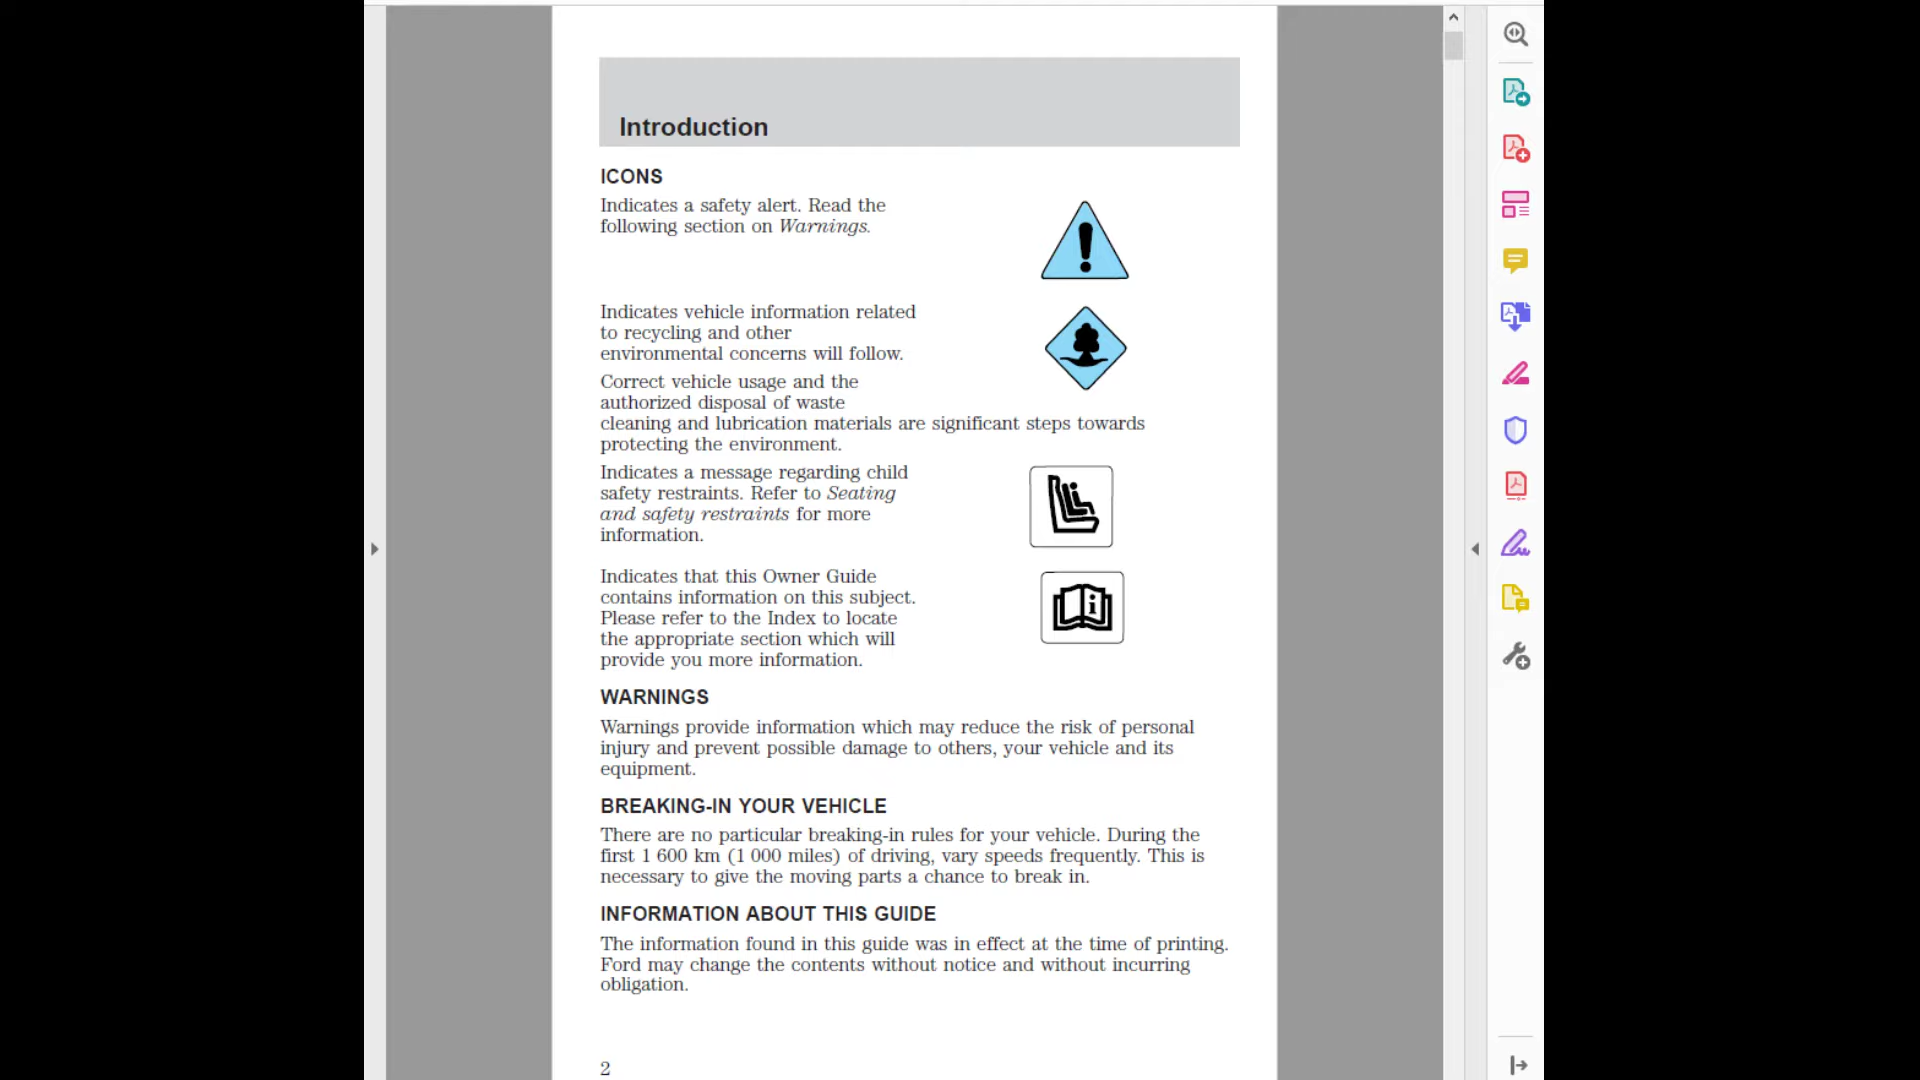 Introduction
ICONS
Indicates a safety alert. Read the
following section on Warnings.
Indicates vehicle information related
to recycling and other
environmental concerns will follow.
Correct vehicle usage and the
authorized disposal of waste
cleaning and lubrication materials are significant steps towards
protecting the environment.
Indicates a message regarding child
safety restraints. Refer to Seating
and safety restraints for more
information.
Indicates that this Owner Guide
contains information on this subject.
Please refer to the Index to locate
the appropriate section which will
provide you more information.
WARNINGS
Warnings provide information which may reduce the risk of personal
injury and prevent possible damage to others, your vehicle and its
equipment.
BREAKING-IN YOUR VEHICLE
There are no particular breaking-in rules for your vehicle. During the
first 1 600 km (1 000 miles) of driving, vary speeds frequently. This is
necessary to give the moving parts a chance to break in.
INFORMATION ABOUT THIS GUIDE
The information found in this guide was in effect at the time of printing.
Ford may change the contents without notice and without incurring
obligation.
2